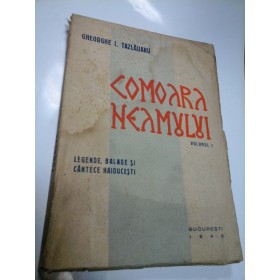 GHEORGHE I. TAZLĂUANU
COMOARA
NEAMULUI
VOLUMUL I
LEGENDE, BALADE ȘI
CÂNTECE HAIDUCEȘTI
BUCUREȘTI